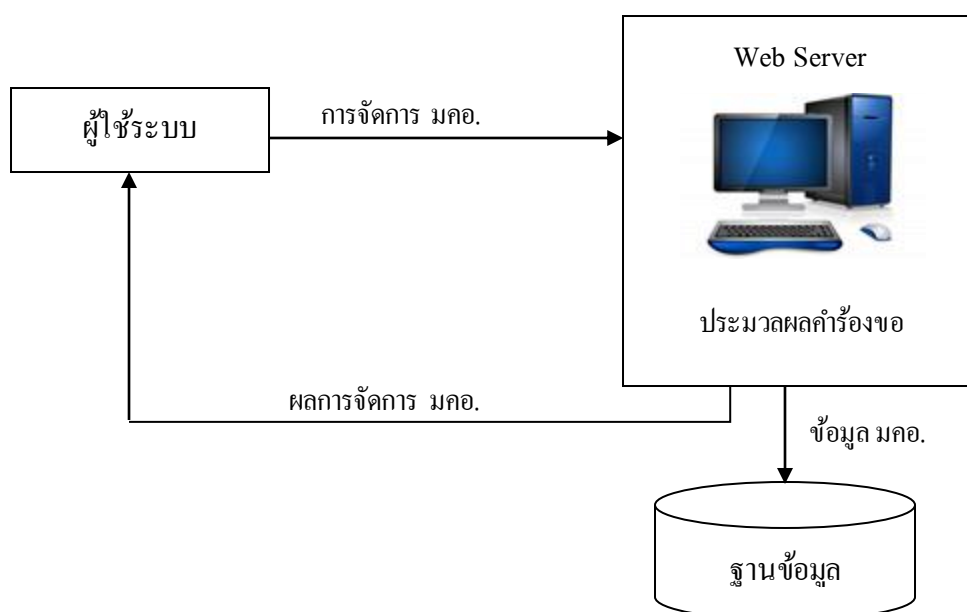 Web Server
ผู้ใช้ระบบ
การจัดการ มคอ.
ประมวลผลคำร้องขอ
ผลการจัดการ มคอ.
ข้อมูล มคอ.
ฐานข้อมูล